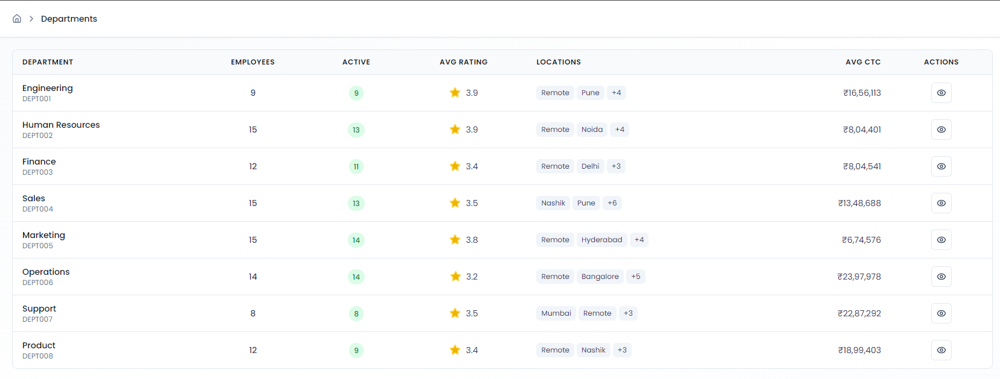 Departments
DEPARTMENT EMPLOYEES ACTIVE AVG RATING LOCATIONS AVG CTC ACTIONS
Engineering 9 9 3.9 Remote Pune +4 ₹16,56,113
DEPT001
Human Resources 15 13 3.9 Remote Noida +4 ₹8,04,401
DEPT002
Finance 12 11 3.4 Remote Delhi +3 ₹8,04,541
DEPT003
Sales 15 13 3.5 Nashik Pune +6 ₹13,48,688
DEPT004
Marketing 15 14 3.8 Remote Hyderabad +4 ₹6,74,576
DEPT005
Operations 14 14 3.2 Remote Bangalore +5 ₹23,97,978
DEPT006
Support 8 8 3.5 Mumbai Remote +3 ₹22,87,292
DEPT007
Product 12 9 3.4 Remote Nashik +3 ₹18,99,403
DEPT008